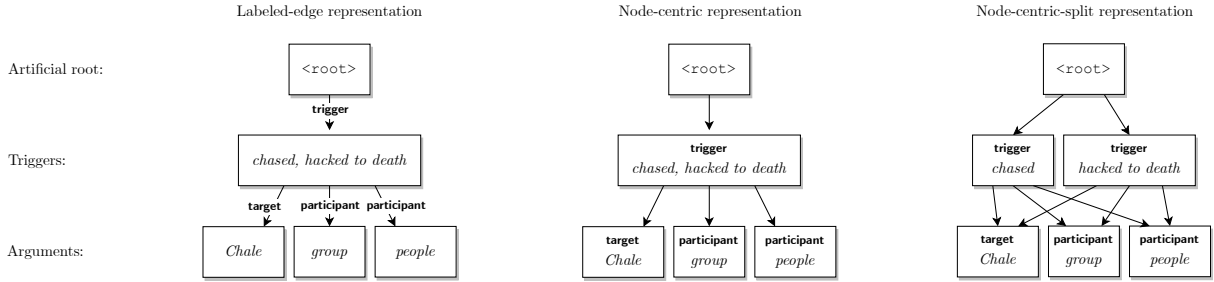 Labeled-edge representation
Node-centric representation
Node-centric-split representation
Artificial root:
<root>
<root>
<root>
trigger
Triggers:
chased, hacked to death
trigger
chased, hacked to death
trigger
chased
trigger
hacked to death
target
participant
participant
Arguments:
Chale
group
people
target
Chale
participant
group
participant
people
target
Chale
participant
group
participant
people